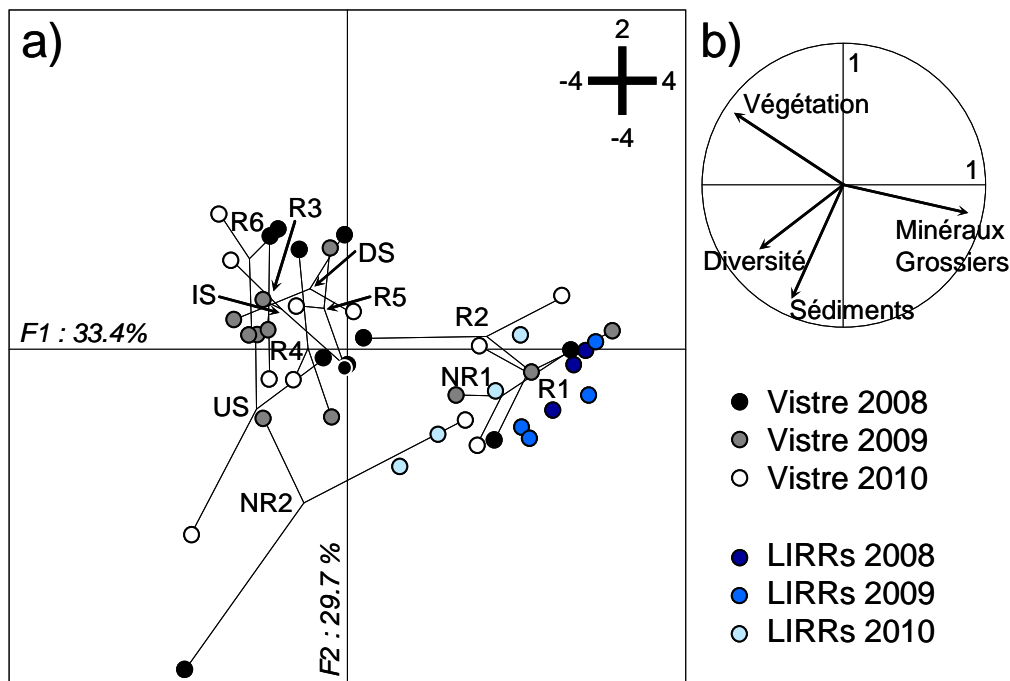 a)
2
-4
4
-4
R6
R3
DS
IS
R5
F1 : 33.4%
R4
R2
NR1
R1
US
NR2
F2 : 29.7 %
b)
1
Végétation
1
Minéraux
Grossiers
Diversité
Sédiments
Vistre 2008
Vistre 2009
Vistre 2010
LIRRs 2008
LIRRs 2009
LIRRs 2010